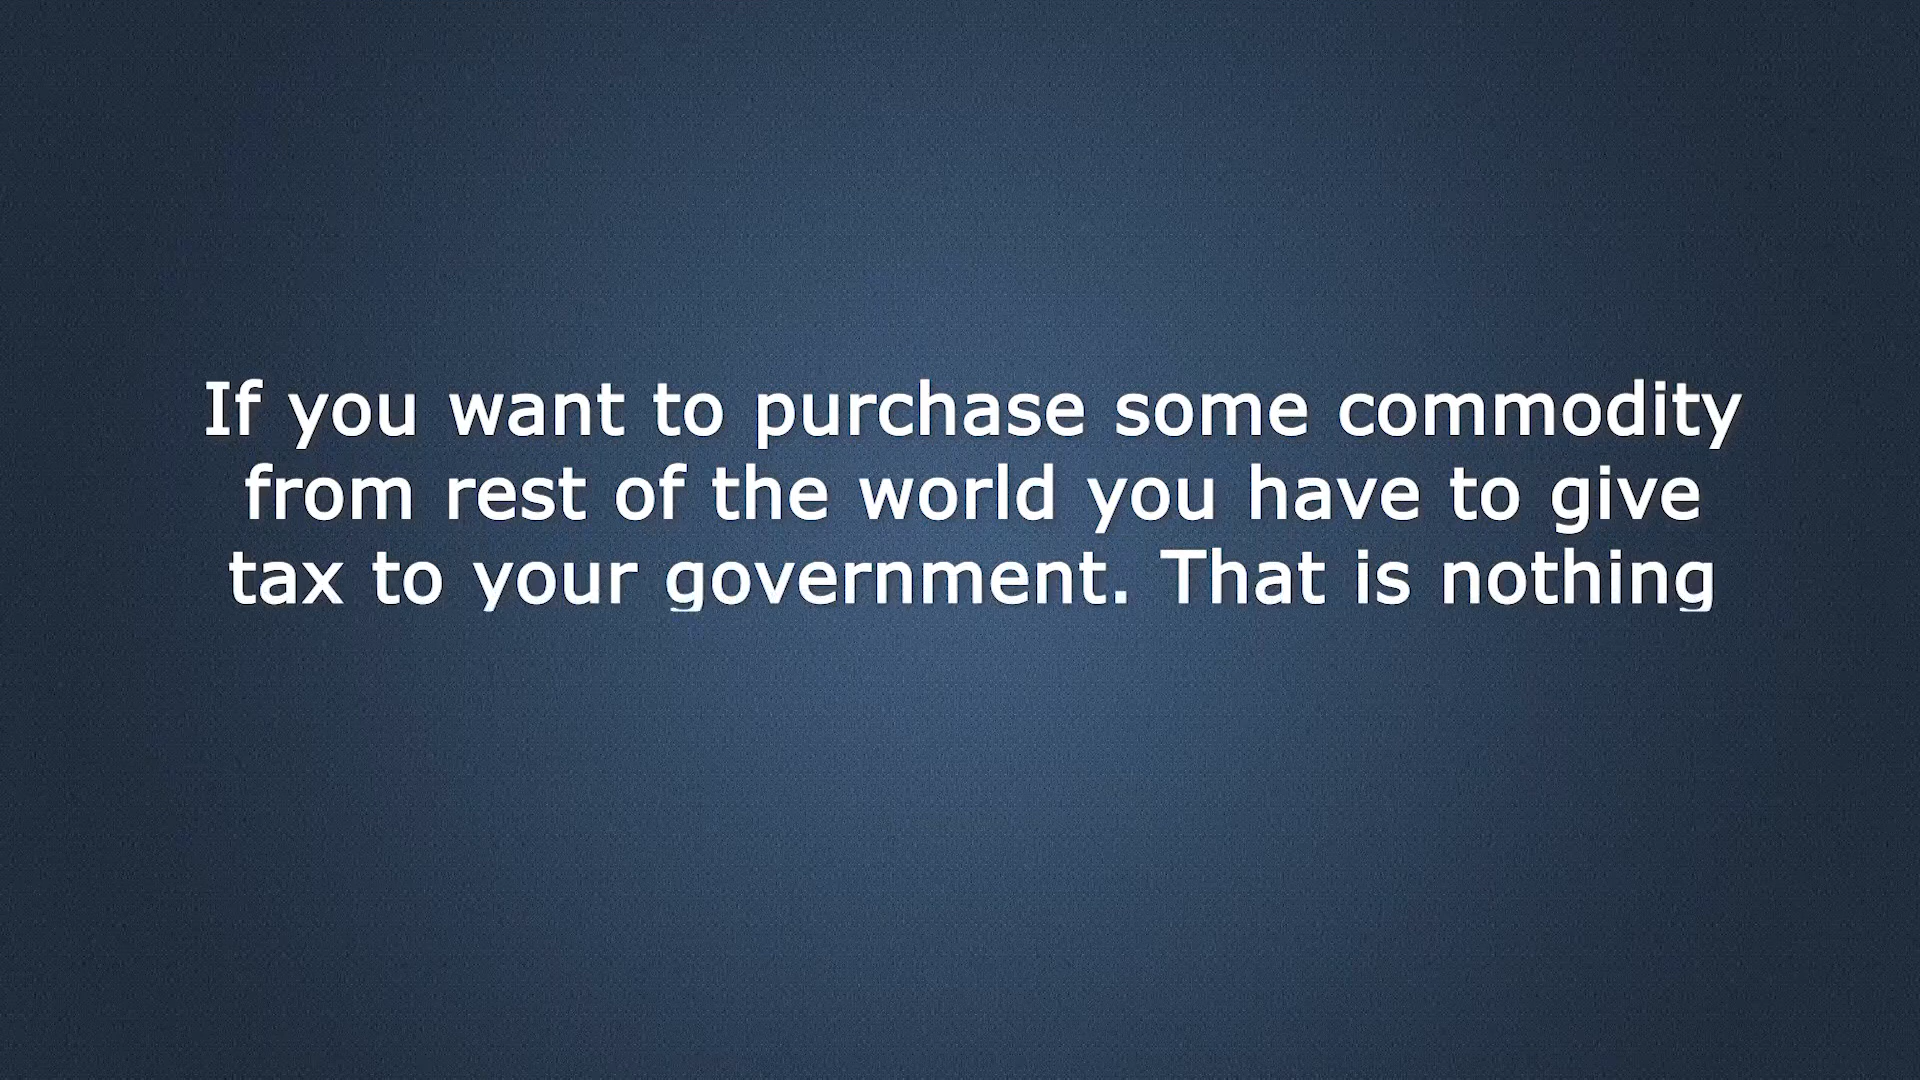 If you want to purchase some commodity
from rest of the world you have to give
tax to your government. That is nothing